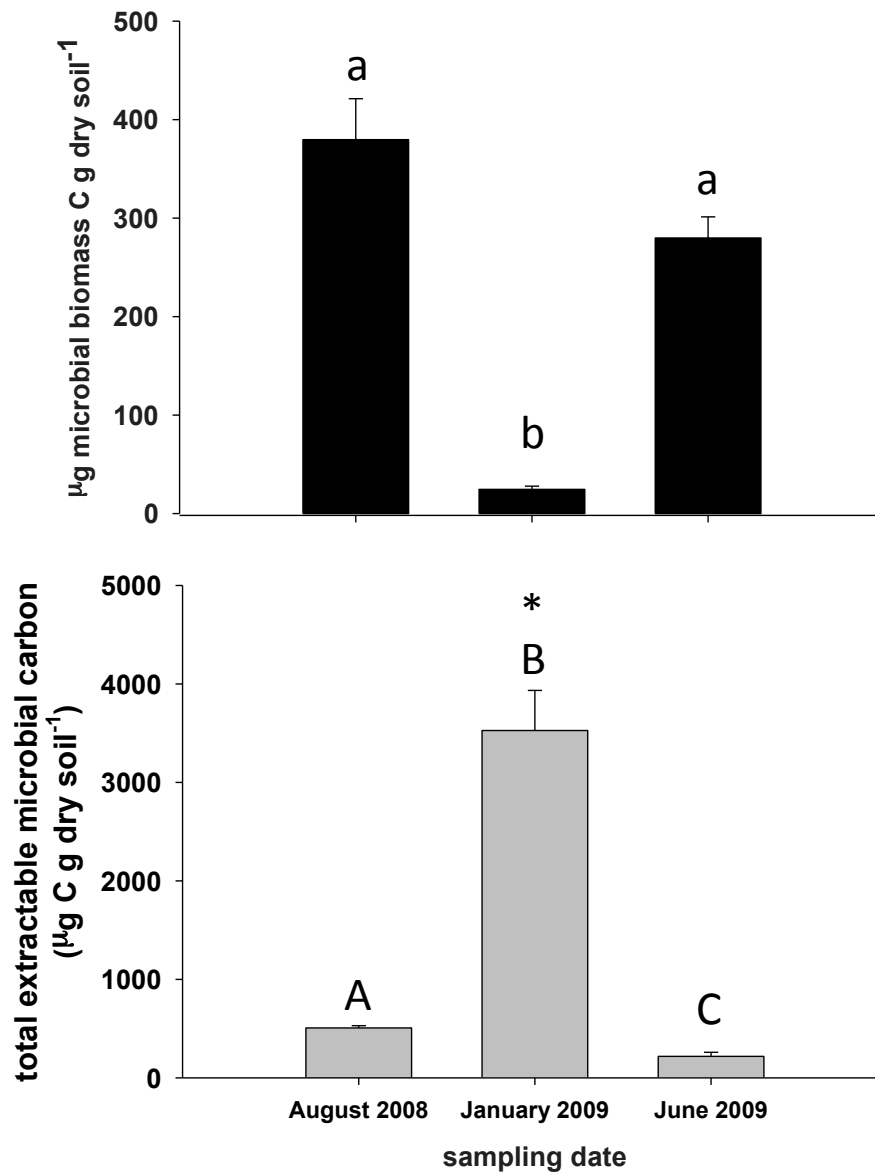 µg microbial biomass C g dry soil-1
500
400
300
200
100
0
a
b
a
total extractable microbial carbon
(µg C g dry soil-1)
5000
4000
3000
2000
1000
0
A
*
B
C
August 2008 January 2009 June 2009
sampling date